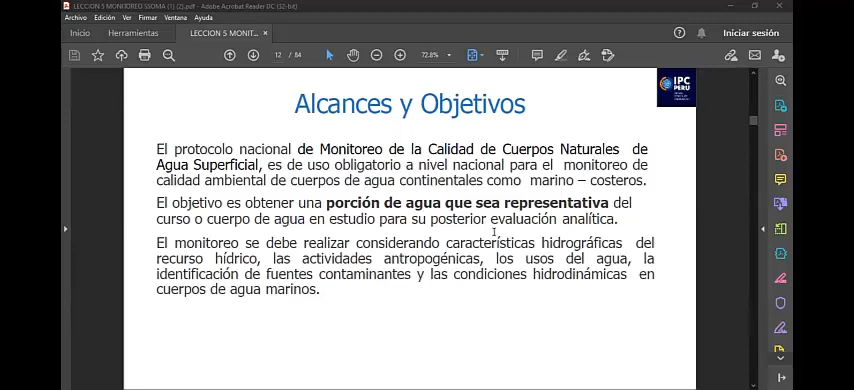 LECCION 5 MONITOREO SSOMA (1) (2).pdf - Adobe Acrobat Reader DC (32-bit)
Archivo Edición Ver Firmar Ventana Ayuda
Inicio Herramientas LECCION 5 MONIT... × Iniciar sesión
12 / 84 72.8%
IPC
PERU
Alcances y Objetivos
El protocolo nacional de Monitoreo de la Calidad de Cuerpos Naturales de
Agua Superficial, es de uso obligatorio a nivel nacional para el monitoreo de
calidad ambiental de cuerpos de agua continentales como marino – costeros.
El objetivo es obtener una porción de agua que sea representativa del
curso o cuerpo de agua en estudio para su posterior evaluación analítica.
El monitoreo se debe realizar considerando características hidrográficas del
recurso hídrico, las actividades antropogénicas, los usos del agua, la
identificación de fuentes contaminantes y las condiciones hidrodinámicas en
cuerpos de agua marinos.